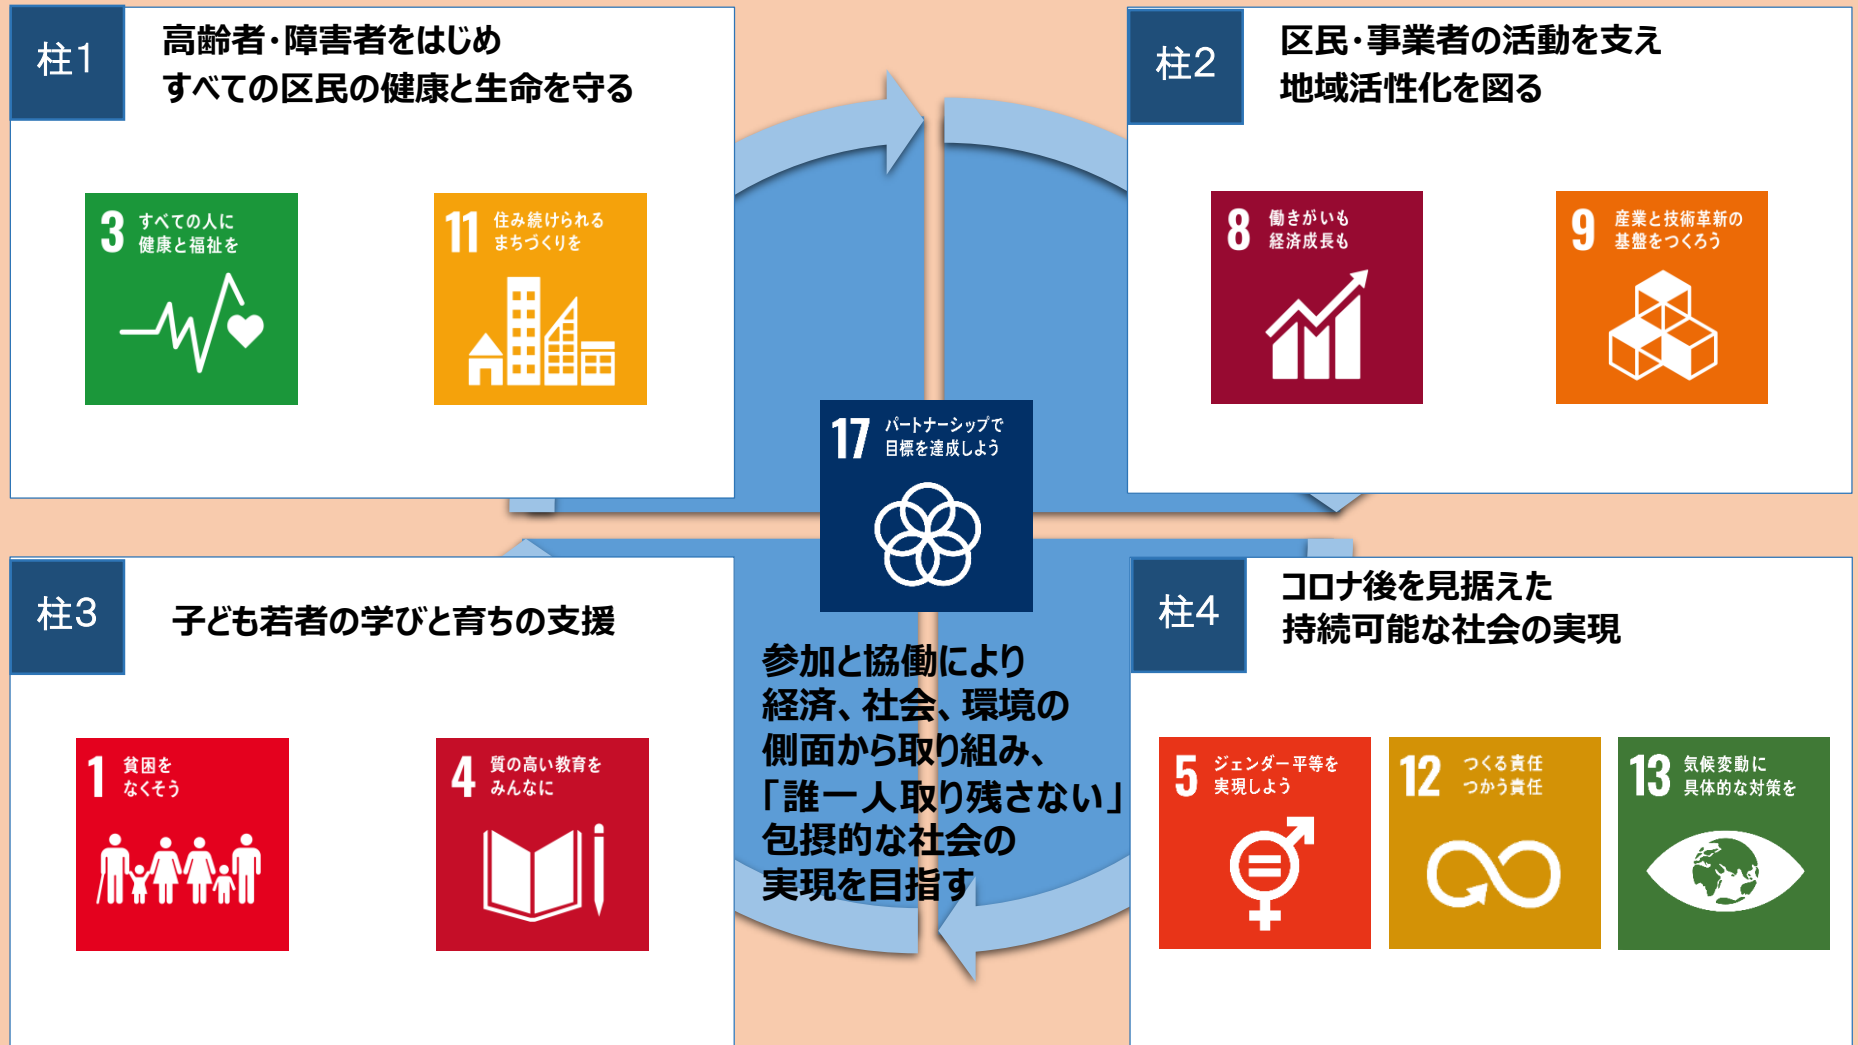 柱1
高齢者・障害者をはじめ
すべての区民の健康と生命を守る
3 すべての人に
健康と福祉を
11 住み続けられる
まちづくりを
柱2
区民・事業者の活動を支え
地域活性化を図る
8 働きがいも
経済成長も
9 産業と技術革新の
基盤をつくろう
17 パートナーシップで
目標を達成しよう
参加と協働により
経済、社会、環境の
側面から取り組み、
「誰一人取り残さない」
包摂的な社会の
実現を目指す
柱3
子ども若者の学びと育ちの支援
1 貧困を
なくそう
4 質の高い教育を
みんなに
柱4
コロナ後を見据えた
持続可能な社会の実現
5 ジェンダー平等を
実現しよう
12 つくる責任
つかう責任
13 気候変動に
具体的な対策を